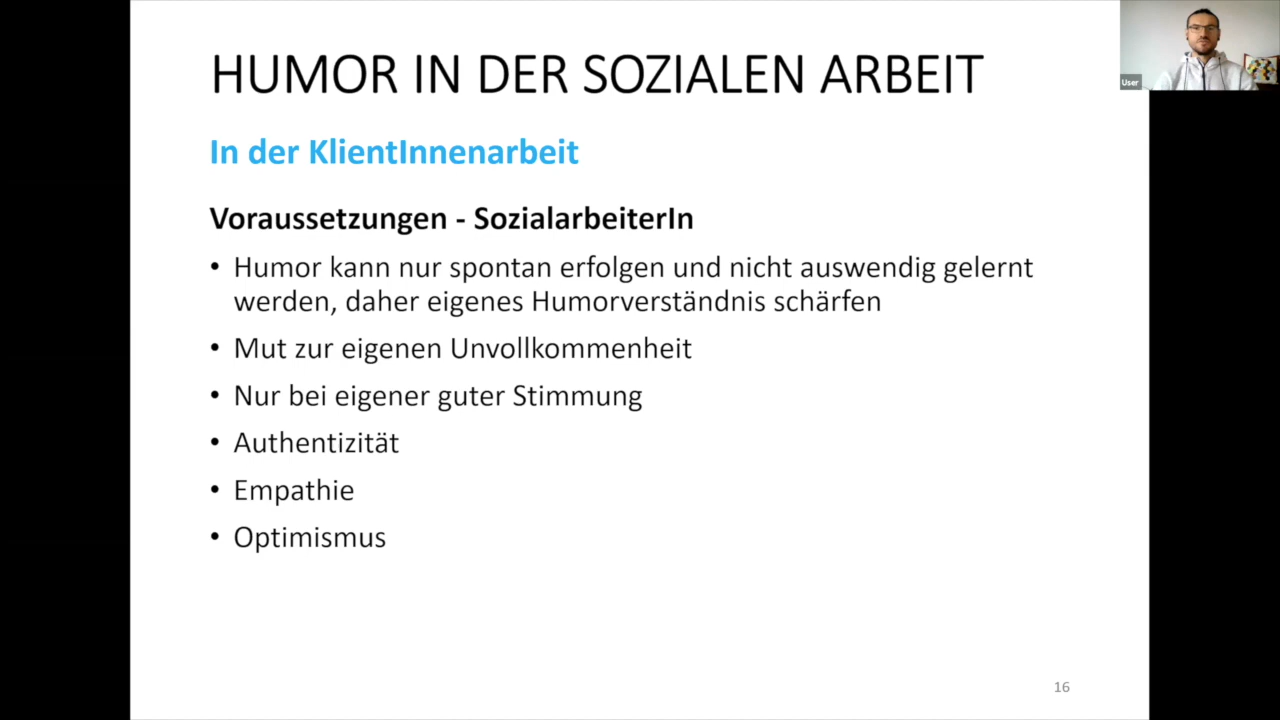 HUMOR IN DER SOZIALEN ARBEIT
In der KlientInnenarbeit
Voraussetzungen - SozialarbeiterIn
• Humor kann nur spontan erfolgen und nicht auswendig gelernt
werden, daher eigenes Humorverständnis schärfen
• Mut zur eigenen Unvollkommenheit
• Nur bei eigener guter Stimmung
• Authentizität
• Empathie
• Optimismus
16
User